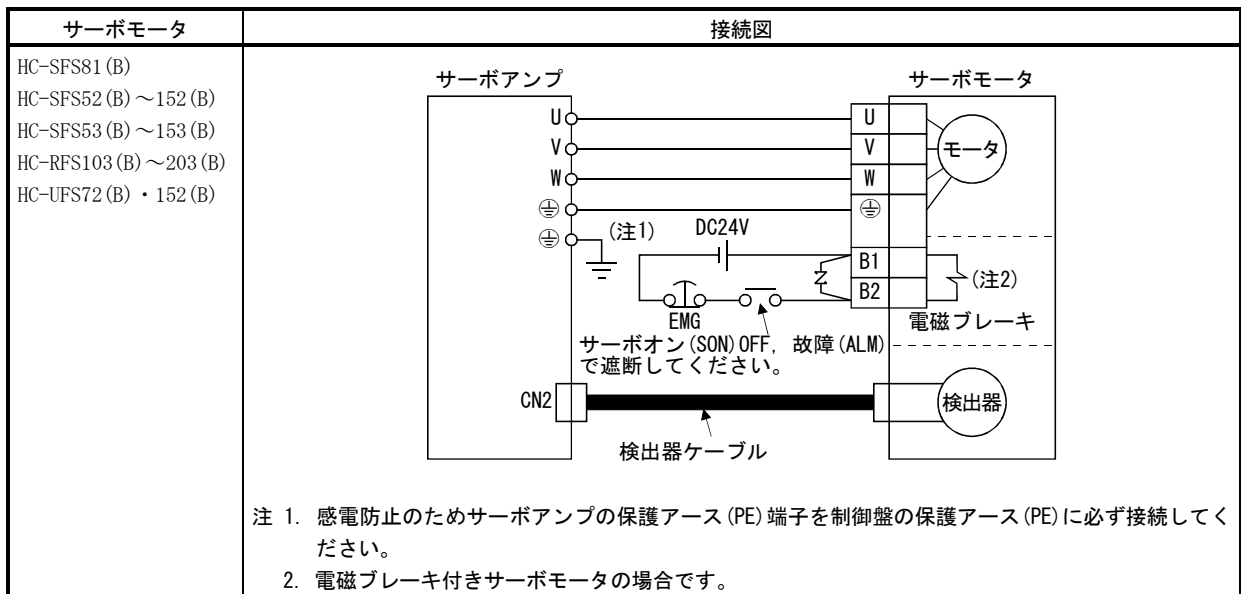 サーボモータ
接続図
HC-SFS81(B)
HC-SFS52(B)～152(B)
HC-SFS53(B)～153(B)
HC-RFS103(B)～203(B)
HC-UFS72(B)・152(B)
サーボアンプ
サーボモータ
U
U
V
V
モータ
W
W
(注1)
DC24V
B1
B2
(注2)
EMG
電磁ブレーキ
サーボオン(SON)OFF, 故障(ALM)
で遮断してください。
CN2
検出器
検出器ケーブル
注 1. 感電防止のためサーボアンプの保護アース(PE)端子を制御盤の保護アース(PE)に必ず接続してく
ださい。
2. 電磁ブレーキ付きサーボモータの場合です。